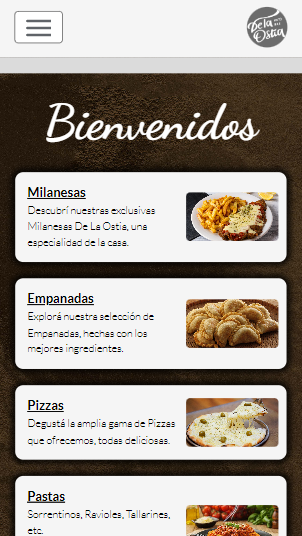 De la
Ostia
Bienvenidos
Milanesas
Descubrí nuestras exclusivas
Milanesas De La Ostia, una
especialidad de la casa.
Empanadas
Explorá nuestra selección de
Empanadas, hechas con los
mejores ingredientes.
Pizzas
Degustá la amplia gama de Pizzas
que ofrecemos, todas deliciosas.
Pastas
Sorrentinos, Ravioles, Tallarines,
etc.